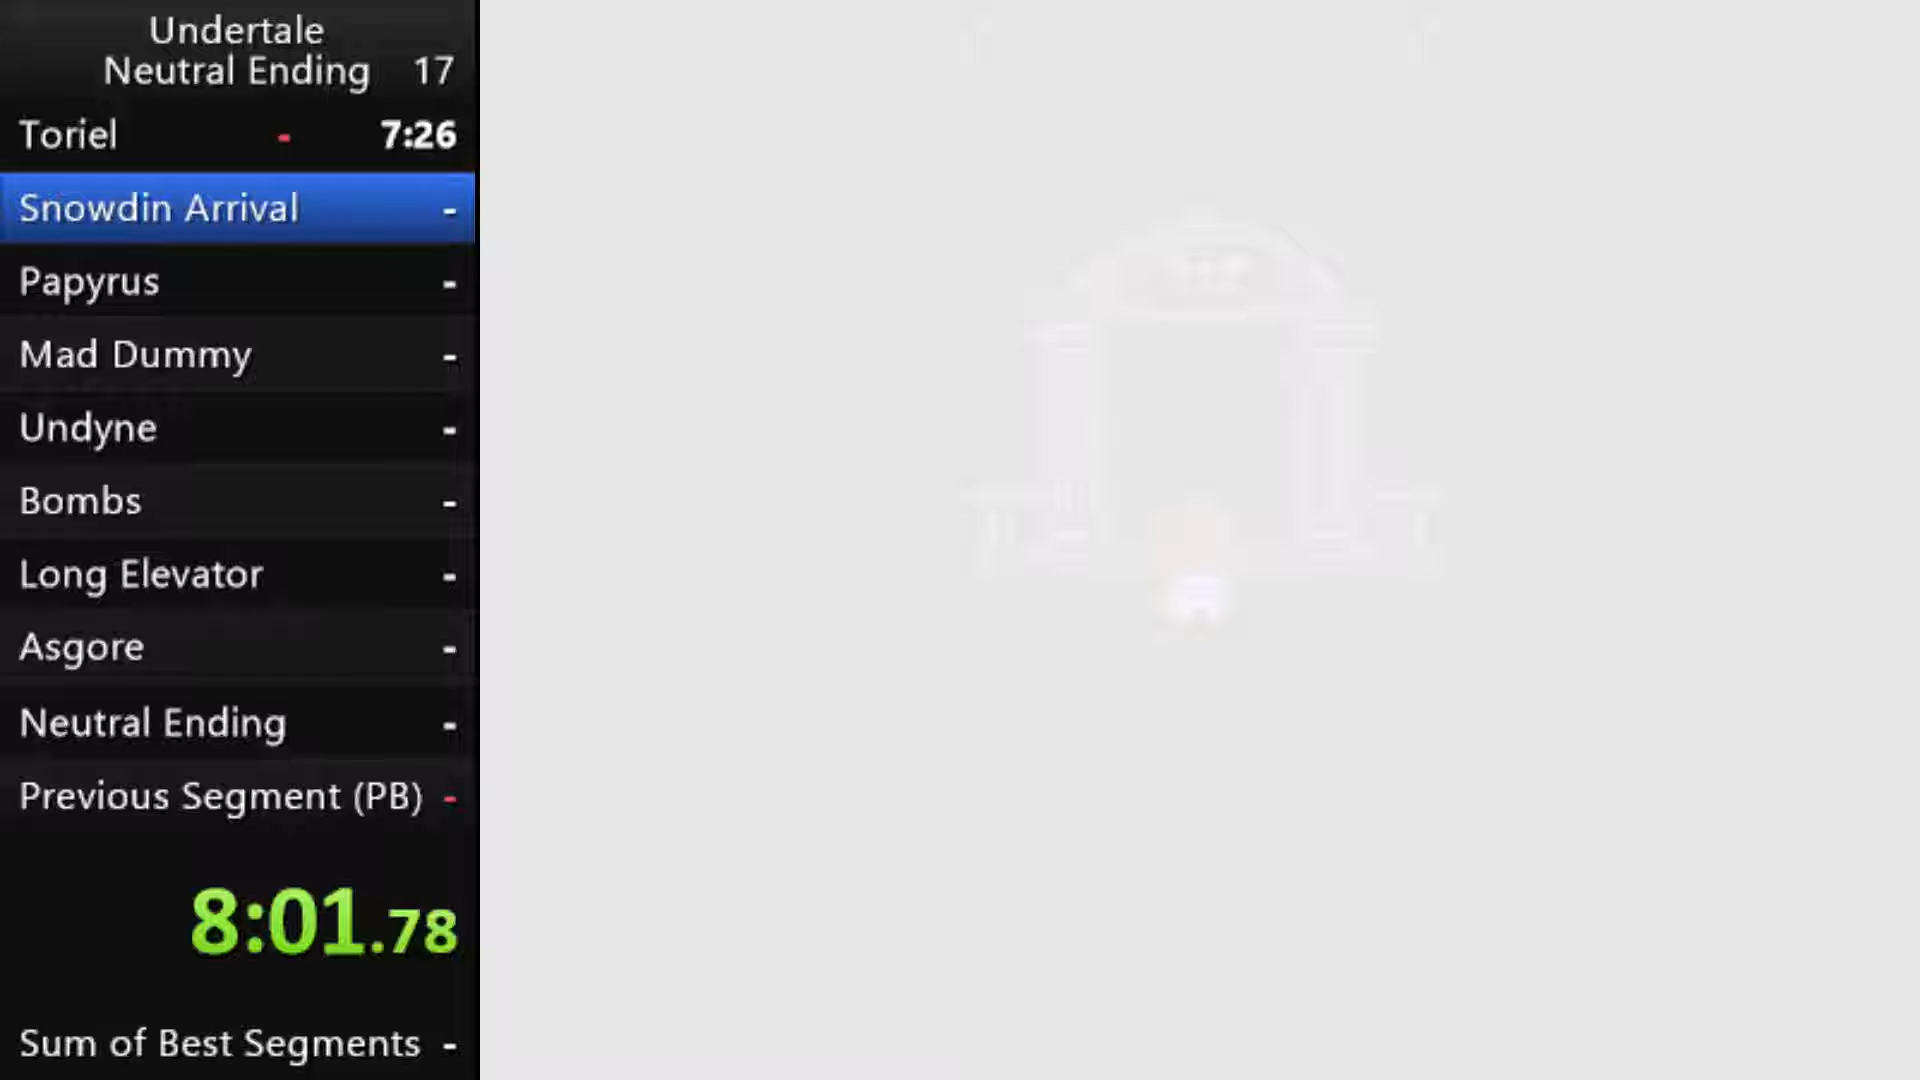 Undertale
Neutral Ending 17
Toriel - 7:26
Snowdin Arrival -
Papyrus -
Mad Dummy -
Undyne -
Bombs -
Long Elevator -
Asgore -
Neutral Ending -
Previous Segment (PB) -
8:01.78
Sum of Best Segments -